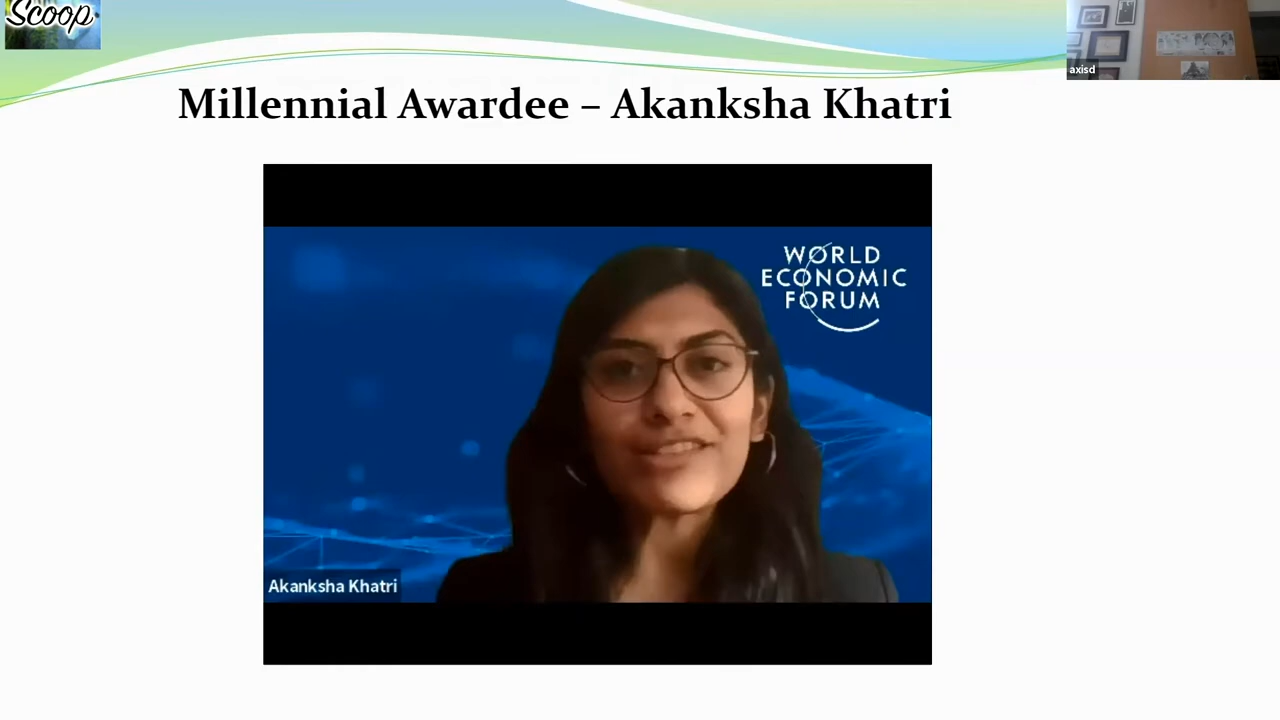 Scoop
axisd
Millennial Awardee – Akanksha Khatri
WORLD
ECONOMIC
FORUM
Akanksha Khatri